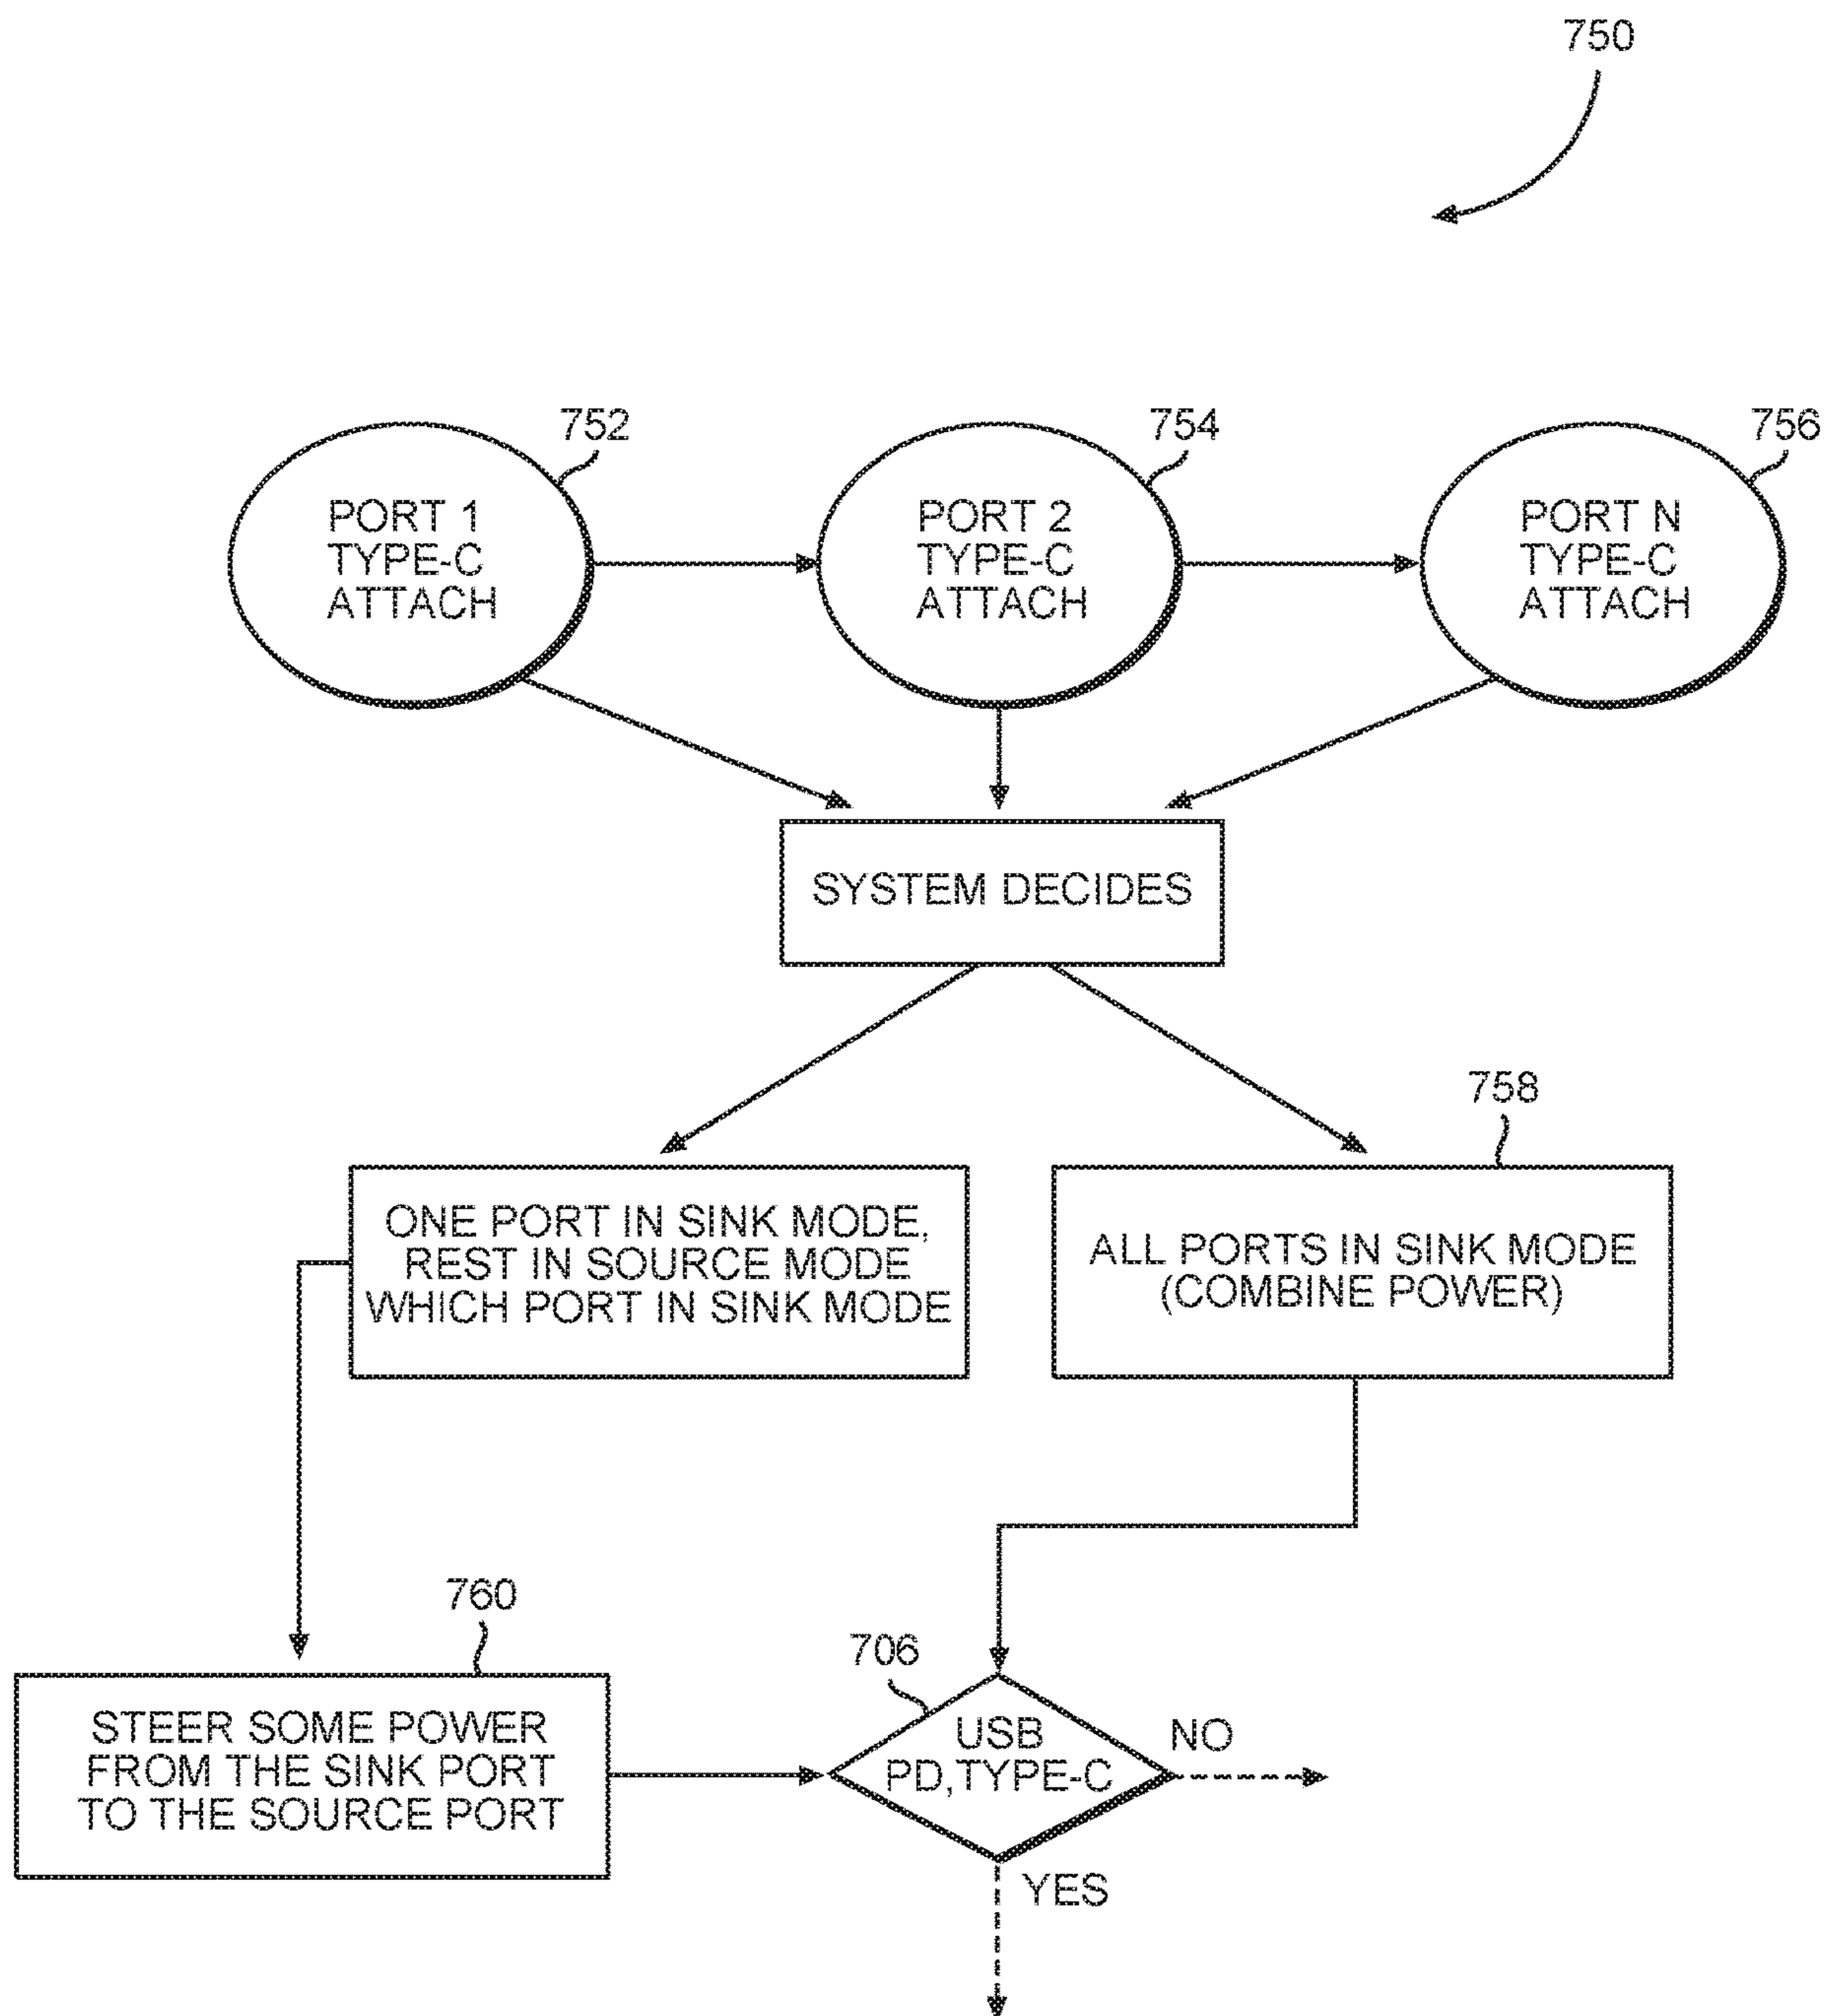 750
752
754
756
PORT 1
TYPE-C
ATTACH
PORT 2
TYPE-C
ATTACH
PORT N
TYPE-C
ATTACH
SYSTEM DECIDES
758
ONE PORT IN SINK MODE,
REST IN SOURCE MODE
WHICH PORT IN SINK MODE
ALL PORTS IN SINK MODE
(COMBINE POWER)
760
706
STEER SOME POWER
FROM THE SINK PORT
TO THE SOURCE PORT
USB
PD,TYPE-C
NO
YES